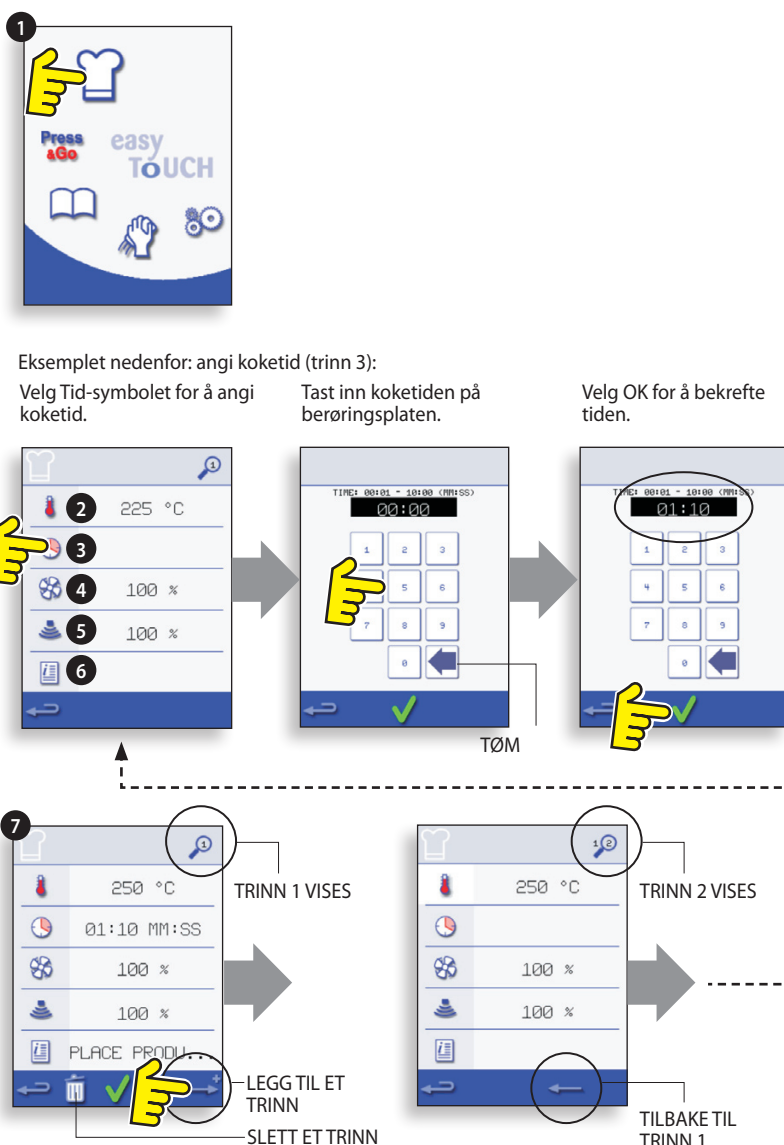 1
Press
&Go
easy
TOUCH
Eksemplet nedenfor: angi koketid (trinn 3):
Velg Tid-symbolet for å angi
koketid.
Tast inn koketiden på
berøringsplaten.
Velg OK for å bekrefte
tiden.
1
2 225 °C
3
4 100 %
5 100 %
6
TIME: 00:01 - 10:00 (MM:SS)
00:00
1 2 3
5 6
7 8 9
0
TØM
TIME: 00:01 - 10:00 (MM:SS)
01:10
1 2 3
4 5 6
7 8 9
0
7
1
250 °C
01:10 MM:SS
100 %
100 %
PLACE PRODU...
TRINN 1 VISES
LEGG TIL ET
TRINN
SLETT ET TRINN
1 2
250 °C
100 %
100 %
TRINN 2 VISES
TILBAKE TIL
TRINN 1